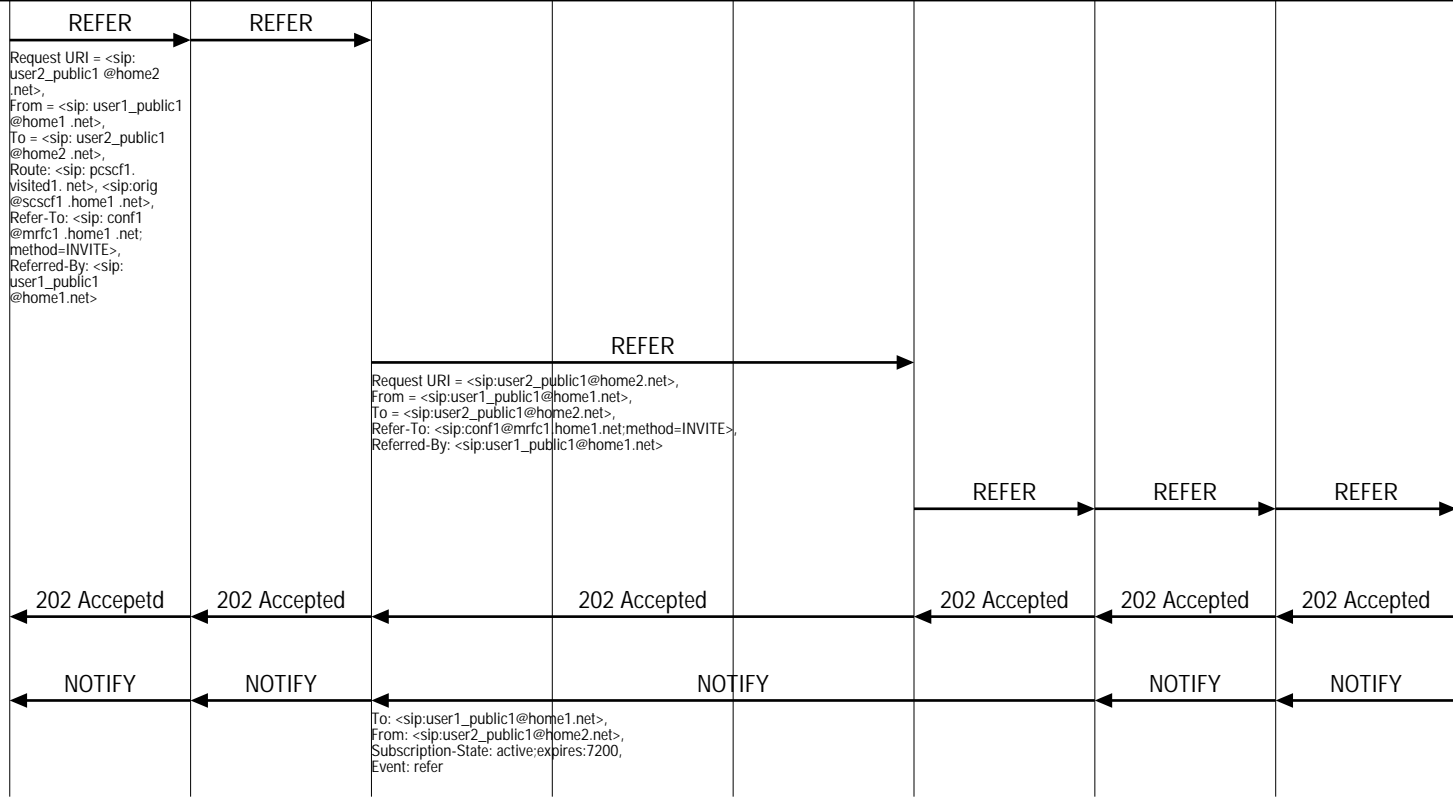 REFER
REFER
Request URI = <sip:
user2_public1 @home2
.net>,
From = <sip: user1_public1
@home1 .net>,
To = <sip: user2_public1
@home2 .net>,
Route: <sip: pcscf1.
visited1. net>, <sip:orig
@scscf1 .home1 .net>,
Refer-To: <sip: conf1
@mrfc1 .home1 .net;
method=INVITE>,
Referred-By: <sip:
user1_public1
@home1.net>
REFER
Request URI = <sip:user2_public1@home2.net>,
From = <sip:user1_public1@home1.net>,
To = <sip:user2_public1@home2.net>,
Refer-To: <sip:conf1@mrfc1.home1.net;method=INVITE>,
Referred-By: <sip:user1_public1@home1.net>
REFER
REFER
REFER
202 Accepetd
202 Accepted
202 Accepted
202 Accepted
202 Accepted
202 Accepted
NOTIFY
NOTIFY
NOTIFY
NOTIFY
NOTIFY
To: <sip:user1_public1@home1.net>,
From: <sip:user2_public1@home2.net>,
Subscription-State: active;expires:7200,
Event: refer